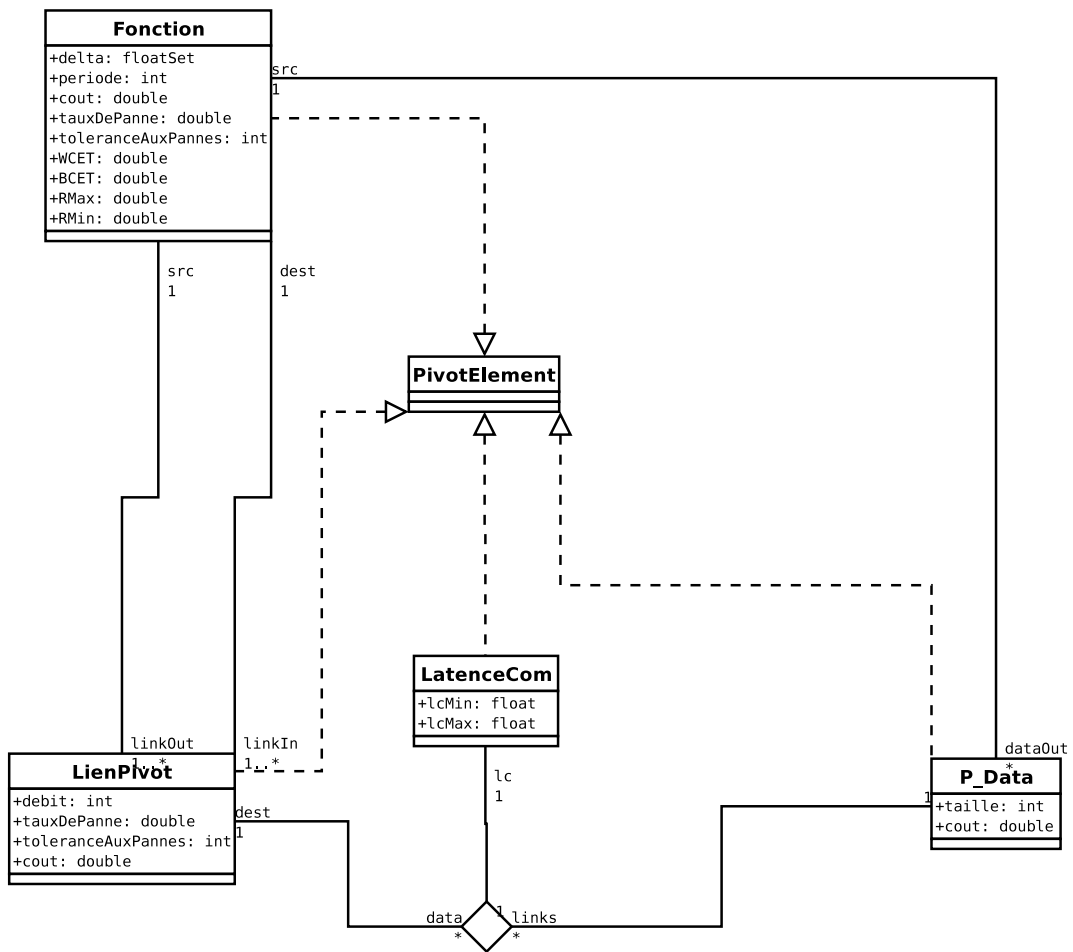 Fonction
+delta: floatSet
+periode: int
+cout: double
+tauxDePanne: double
+toleranceAuxPannes: int
+WCET: double
+BCET: double
+RMax: double
+RMin: double
src
1
src
1
dest
1
PivotElement
LatenceCom
+lcMin: float
+lcMax: float
linkOut
1..*
linkIn
1..*
LienPivot
+debit: int
+tauxDePanne: double
+toleranceAuxPannes: int
+cout: double
dest
1
lc
1
dataOut
*
P_Data
+taille: int
+cout: double
1
data
*
1
links
*